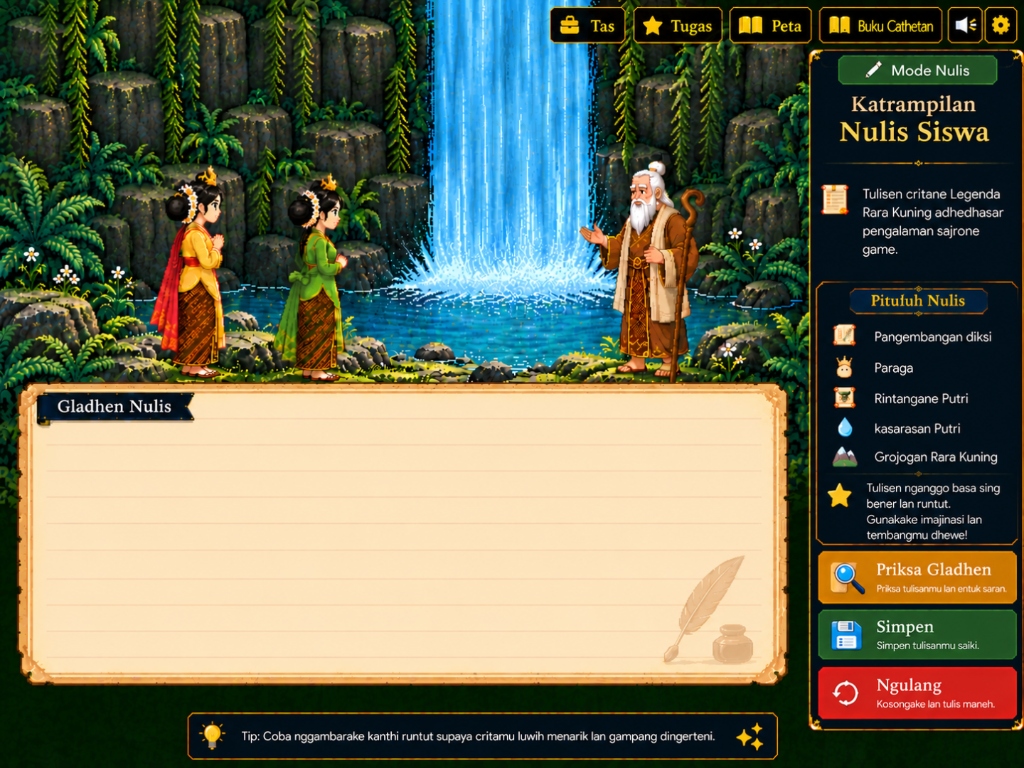 Tas
Tugas
Peta
Buku Cathetan
Mode Nulis
Katrampilan
Nulis Siswa
Tulisen critane Legenda
Rara Kuning adhedhasar
pengalaman sajrone
game.
Pituduh Nulis
Pangembangan diksi
Paraga
Rintangane Putri
kasarasan Putri
Grojogan Rara Kuning
Tulisen nganggo basa sing
bener lan runtut.
Gunakake imajinasi lan
tembangmu dhewe!
Gladhen Nulis
Priksa Gladhen
Priksa tulisanmu lan entuk saran.
Simpen
Simpen tulisanmu saiki.
Ngulang
Kosongake lan tulis maneh.
Tip: Coba nggambarake kanthi runtut supaya critamu luwih menarik lan gampang dingerteni.